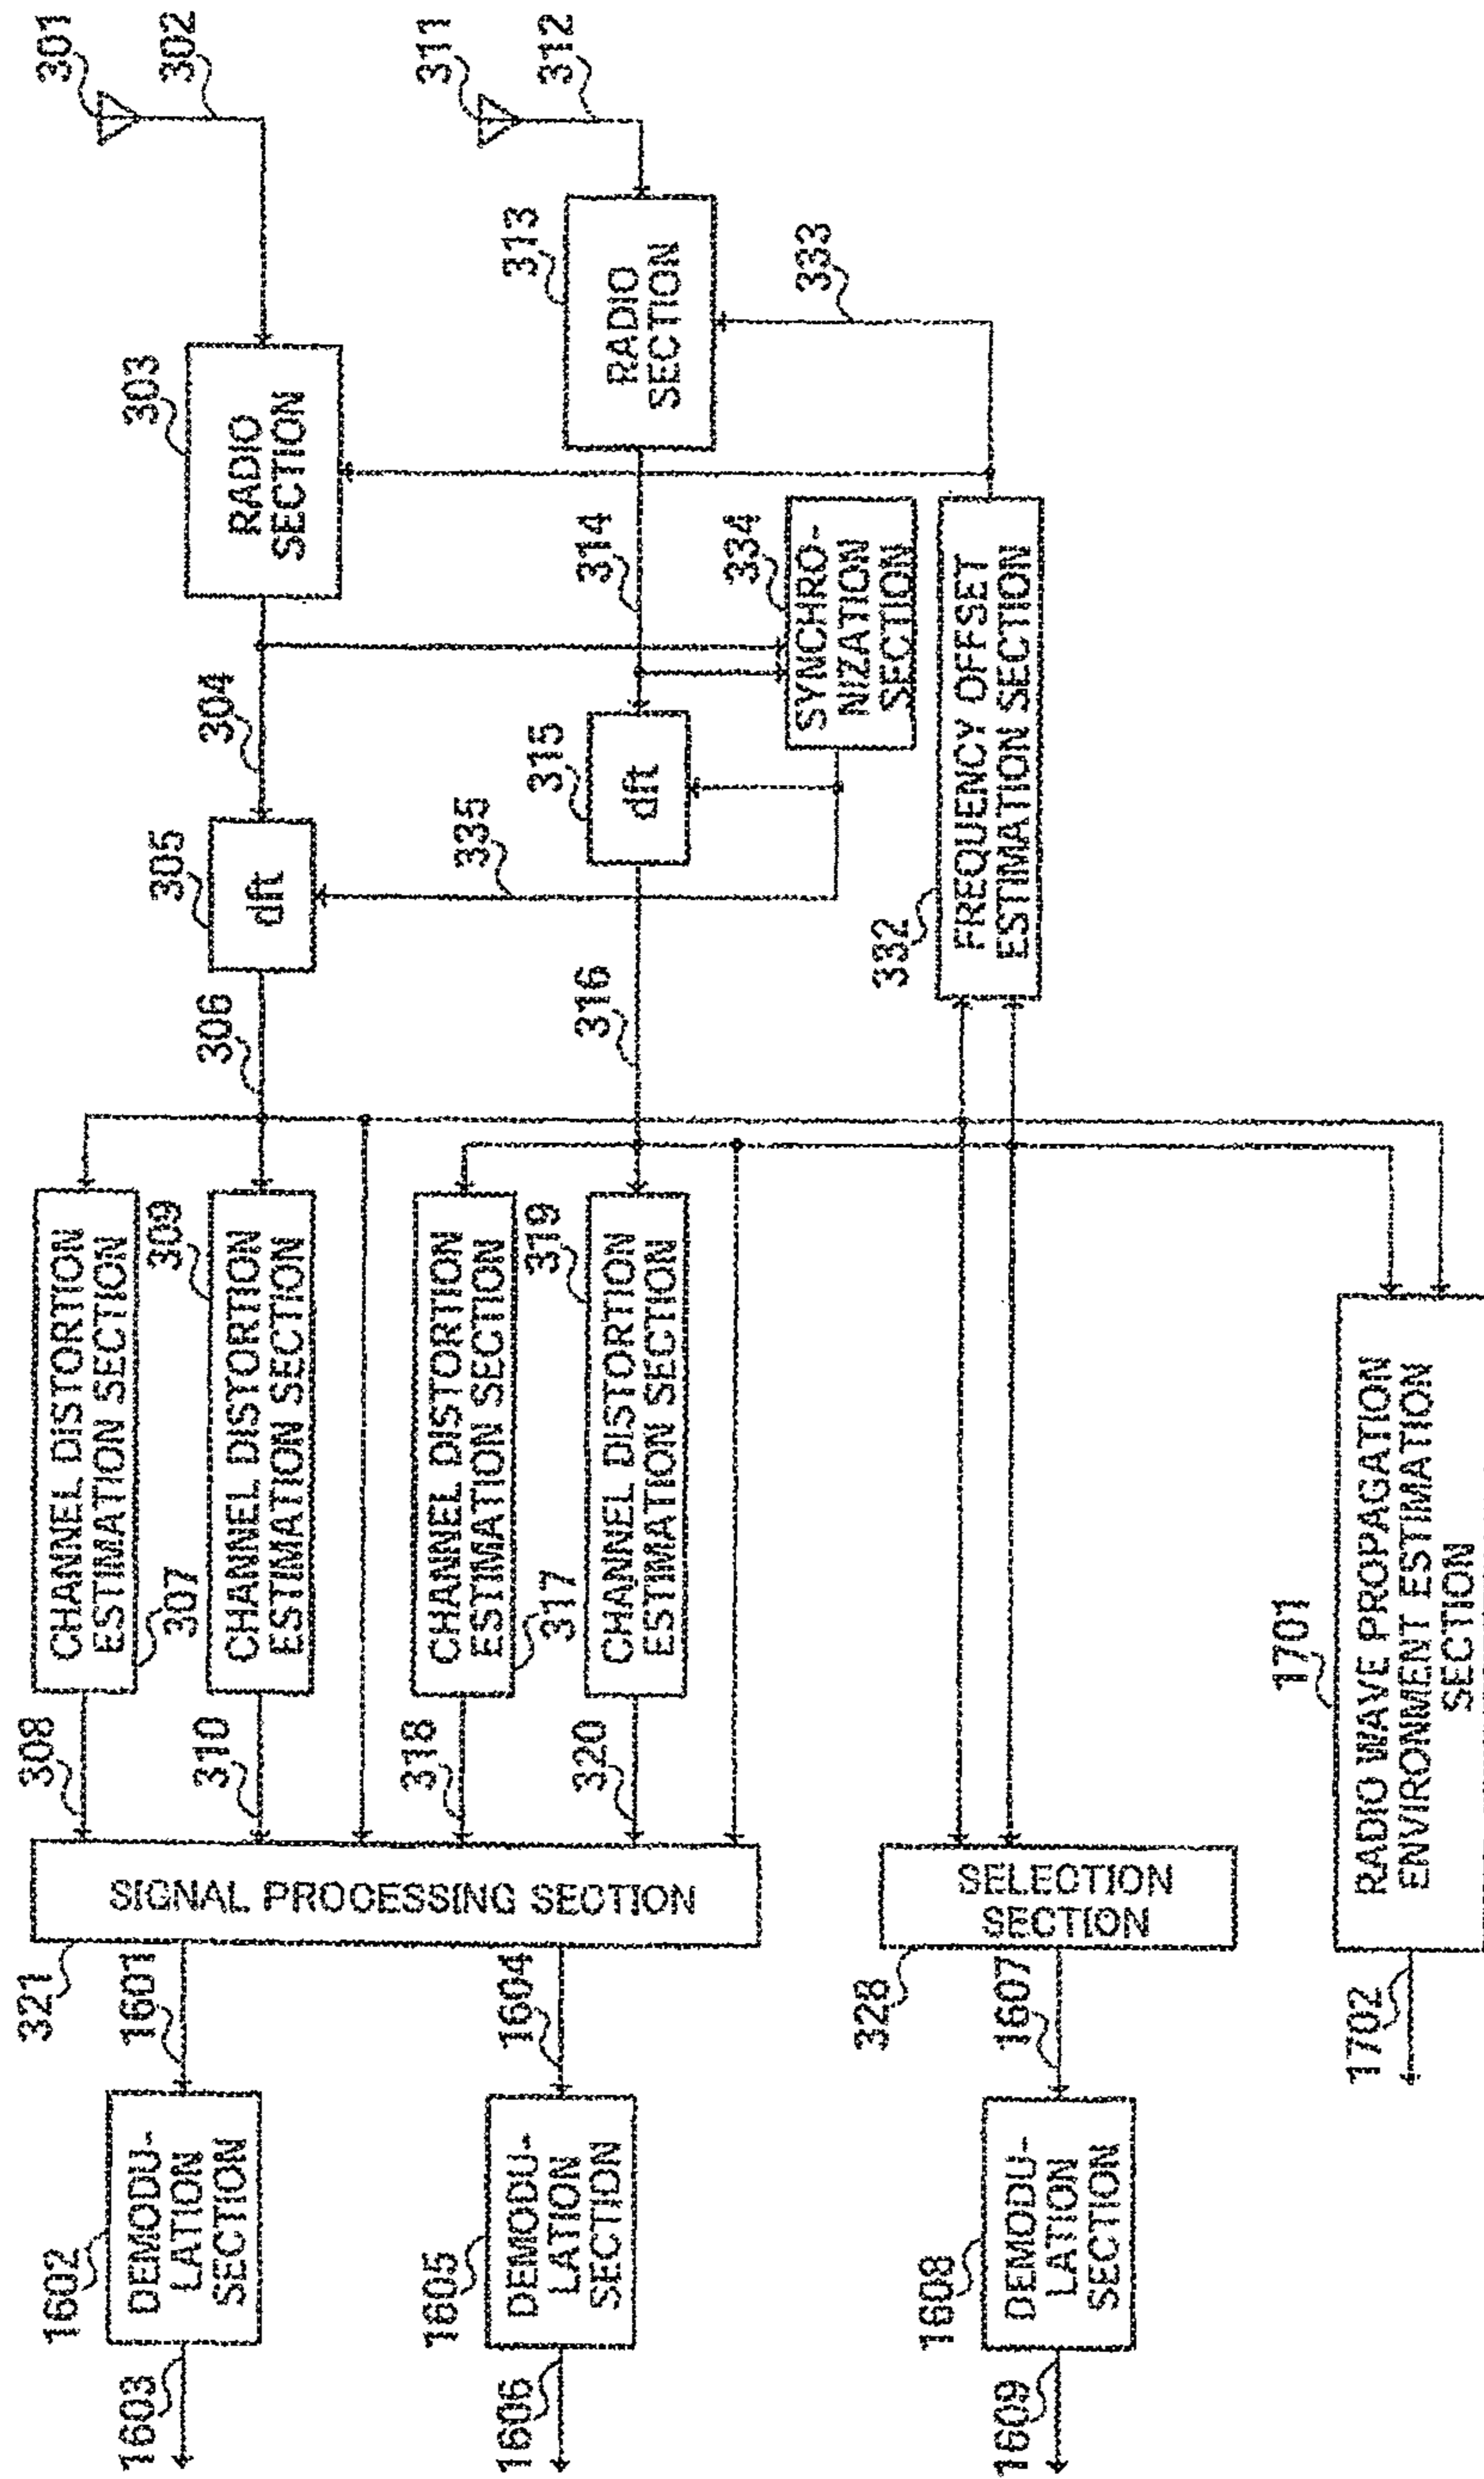 301
302
303
RADIO
SECTION
304
305
dft
306
CHANNEL DISTORTION
ESTIMATION SECTION
307
308
309
CHANNEL DISTORTION
ESTIMATION SECTION
310
311
312
313
RADIO
SECTION
333
314
315
dft
335
316
334
SYNCHRO-
NIZATION
SECTION
332
FREQUENCY OFFSET
ESTIMATION SECTION
CHANNEL DISTORTION
ESTIMATION SECTION
317
318
319
CHANNEL DISTORTION
ESTIMATION SECTION
320
SIGNAL PROCESSING SECTION
321
1601
1602
DEMODU-
LATION
SECTION
1603
1604
1605
DEMODU-
LATION
SECTION
1606
SELECTION
SECTION
328
1607
1608
DEMODU-
LATION
SECTION
1609
1701
RADIO WAVE PROPAGATION
ENVIRONMENT ESTIMATION
SECTION
1702